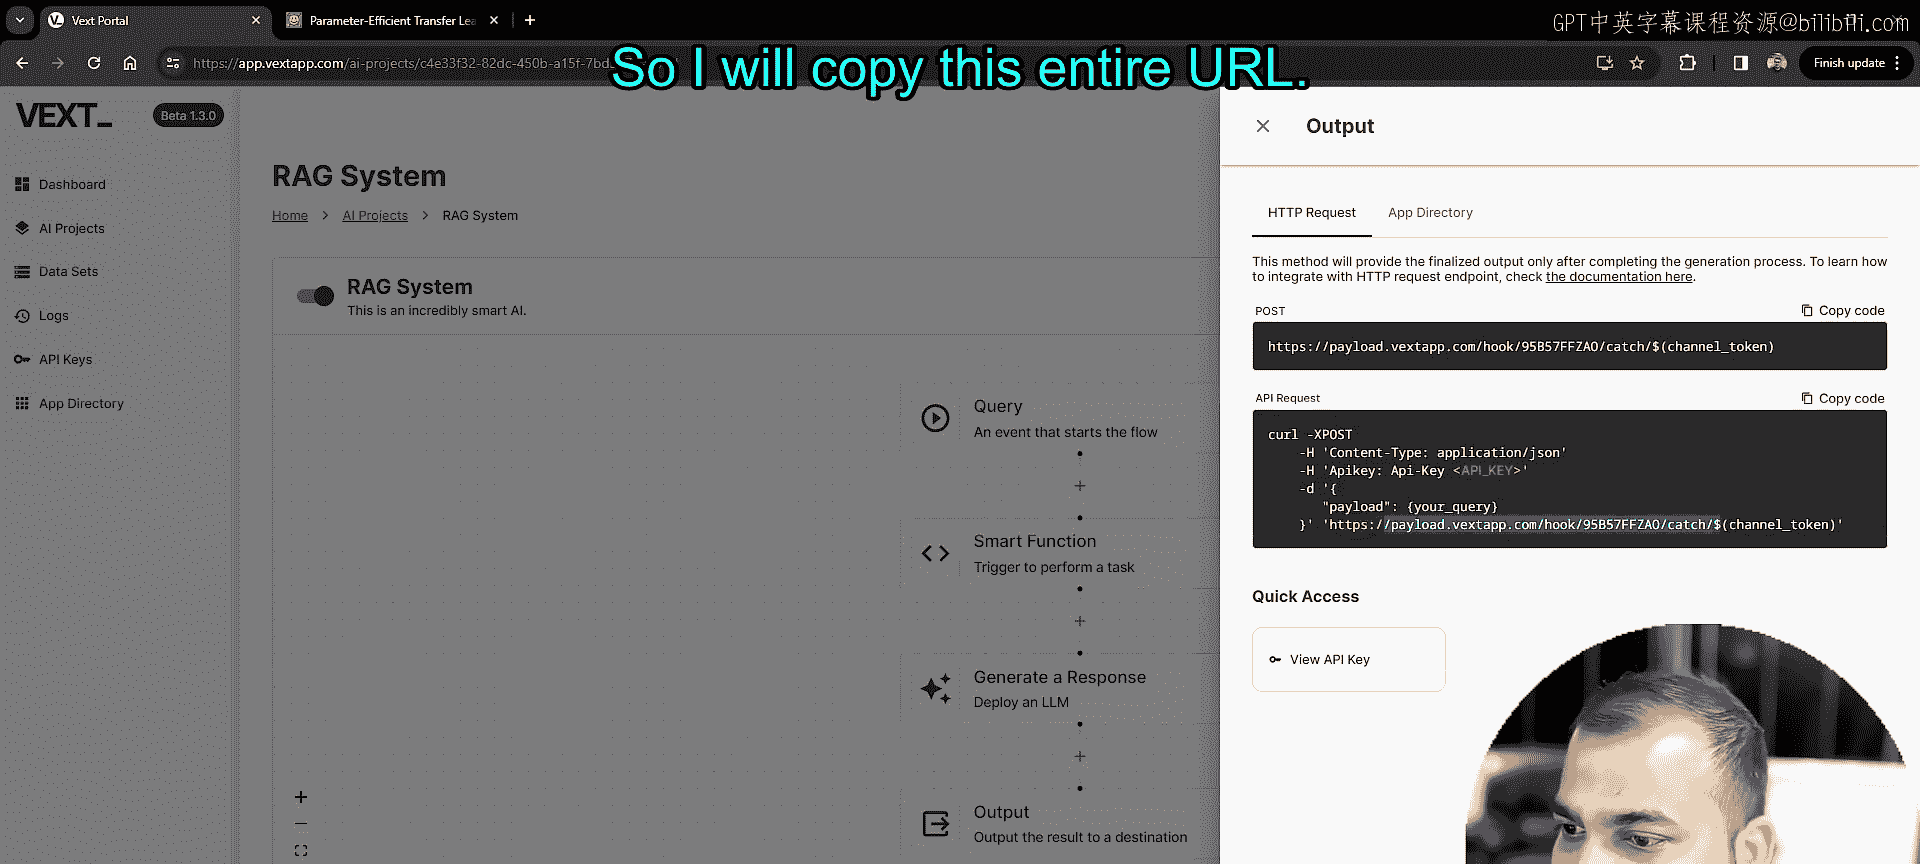 Vext Portal
Parameter-Efficient Transfer Lea
GPT中英字幕课程资源@bilibili.com
https://app.vextapp.com/ai-projects/c4e33f32-82dc-450b-a15f-7bd
Finish update
So I will copy this entire URL.
VEXT_
Beta 1.3.0
Dashboard
AI Projects
Data Sets
Logs
API Keys
App Directory
RAG System
Home > AI Projects > RAG System
RAG System
This is an incredibly smart AI.
Query
An event that starts the flow
Smart Function
Trigger to perform a task
Generate a Response
Deploy an LLM
Output
Output the result to a destination
Output
HTTP Request
App Directory
This method will provide the finalized output only after completing the generation process. To learn how
to integrate with HTTP request endpoint, check the documentation here.
POST
Copy code
https://payload.vextapp.com/hook/95B57FFZAO/catch/$(channel_token)
API Request
Copy code
curl -XPOST
-H 'Content-Type: application/json'
-H 'Apikey: Api-Key <API_KEY>'
-d '{
"payload": {your_query}
}' 'https://payload.vextapp.com/hook/95B57FFZAO/catch/$(channel_token)'
Quick Access
View API Key